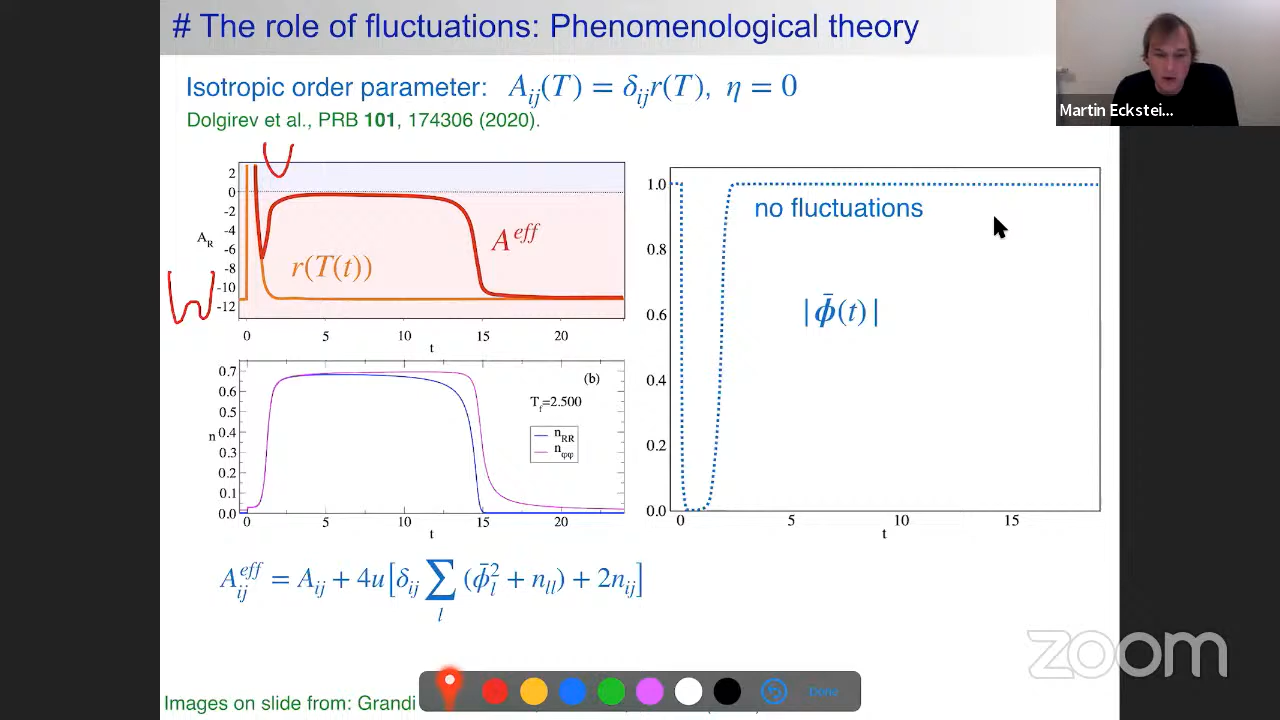 # The role of fluctuations: Phenomenological theory
Isotropic order parameter: A_ij(T) = δ_ij r(T), η = 0
Dolgirev et al., PRB 101, 174306 (2020).
Martin Eckstei...
2
0
-2
-4
-6
-8
-10
-12
A_R
A^eff
r(T(t))
0 5 10 15 20
t
0.7
0.6
0.5
0.4
0.3
0.2
0.1
0.0
n
(b)
T_f=2.500
n_RR
n_φφ
0 5 10 15 20
t
1.0
0.8
0.6
0.4
0.2
0.0
no fluctuations
|ϕ̄(t)|
0 5 10 15
t
A_ij^eff = A_ij + 4u[δ_ij ∑_l (ϕ̄_l^2 + n_ll) + 2n_ij]
zoom
Images on slide from: Grandi
Done